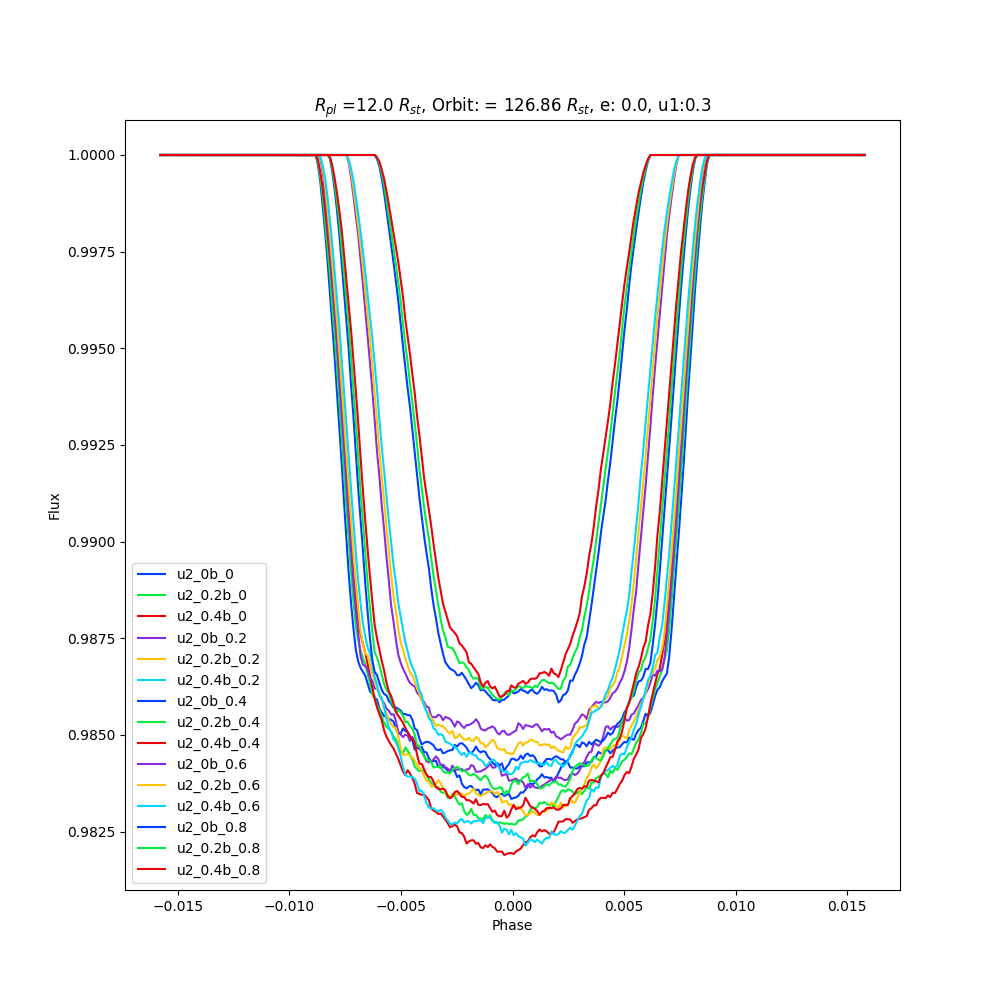 R_pl =12.0 R_st, Orbit: = 126.86 R_st, e: 0.0, u1:0.3
1.0000
0.9975
0.9950
0.9925
0.9900
0.9875
0.9850
0.9825
Flux
u2_0b_0
u2_0.2b_0
u2_0.4b_0
u2_0b_0.2
u2_0.2b_0.2
u2_0.4b_0.2
u2_0b_0.4
u2_0.2b_0.4
u2_0.4b_0.4
u2_0b_0.6
u2_0.2b_0.6
u2_0.4b_0.6
u2_0b_0.8
u2_0.2b_0.8
u2_0.4b_0.8
−0.015 −0.010 −0.005 0.000 0.005 0.010 0.015
Phase